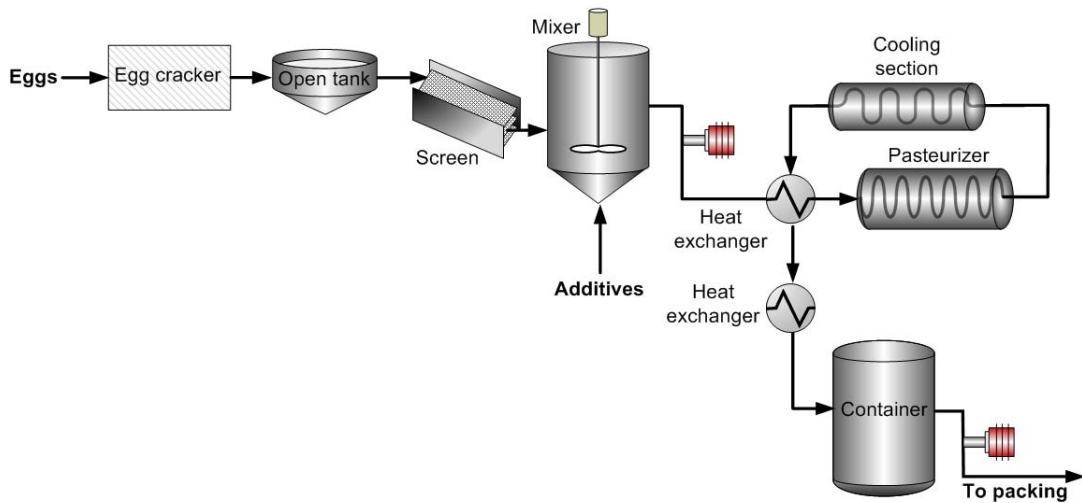 Mixer
Eggs
Egg cracker
Open tank
Screen
Additives
Cooling
section
Pasteurizer
Heat
exchanger
Heat
exchanger
Container
To packing